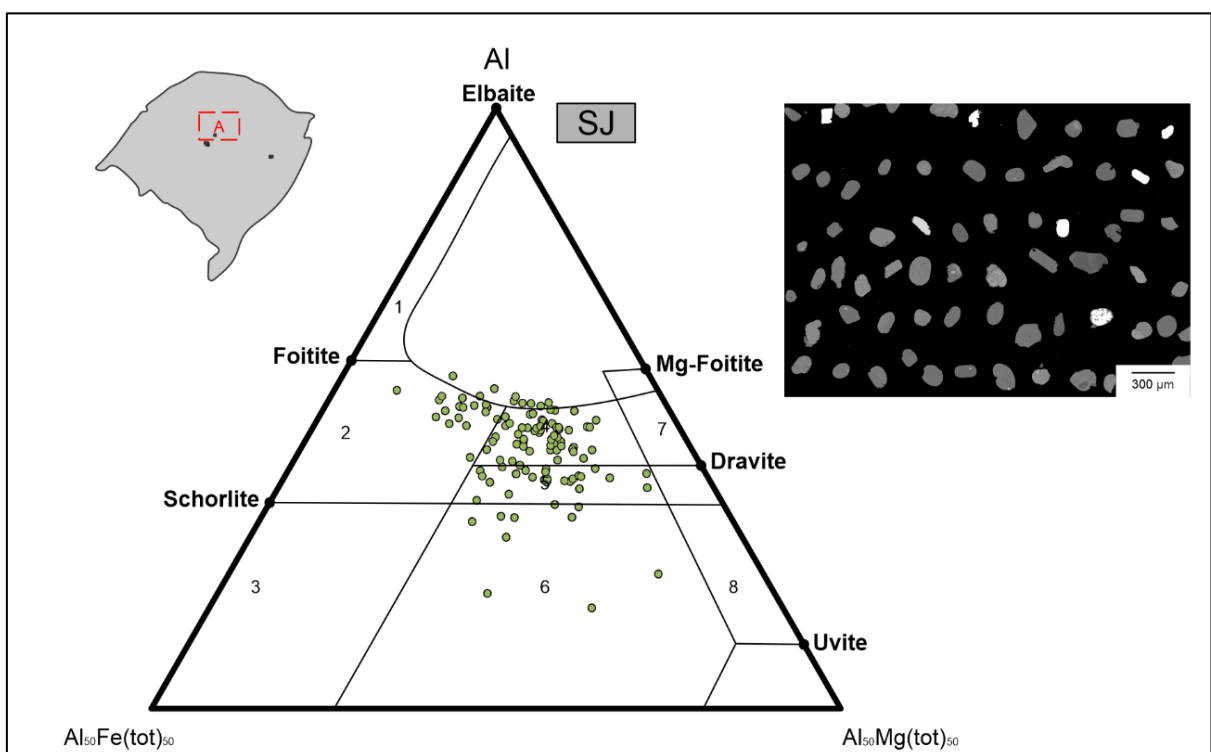 Al
Elbaite
SJ
A
1
Foitite
Mg-Foitite
2
4
7
Dravite
5
Schorlite
3
6
8
Uvite
Al₅₀Fe(tot)₅₀
Al₅₀Mg(tot)₅₀
300 µm